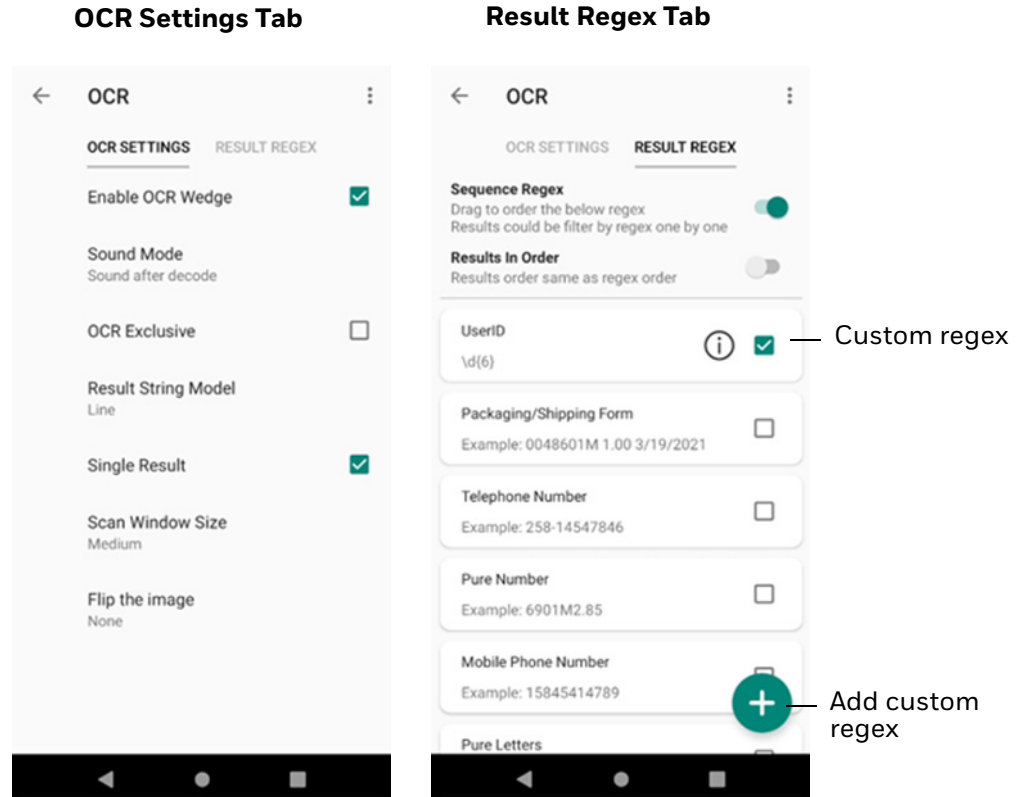 OCR Settings Tab
Result Regex Tab
OCR
OCR SETTINGS RESULT REGEX
Enable OCR Wedge
Sound Mode
Sound after decode
OCR Exclusive
Result String Model
Line
Single Result
Scan Window Size
Medium
Flip the image
None
OCR
OCR SETTINGS RESULT REGEX
Sequence Regex
Drag to order the below regex
Results could be filter by regex one by one
Results In Order
Results order same as regex order
UserID
\d{6}
Packaging/Shipping Form
Example: 0048601M 1.00 3/19/2021
Telephone Number
Example: 258-14547846
Pure Number
Example: 6901M2.85
Mobile Phone Number
Example: 15845414789
Pure Letters
Custom regex
Add custom
regex